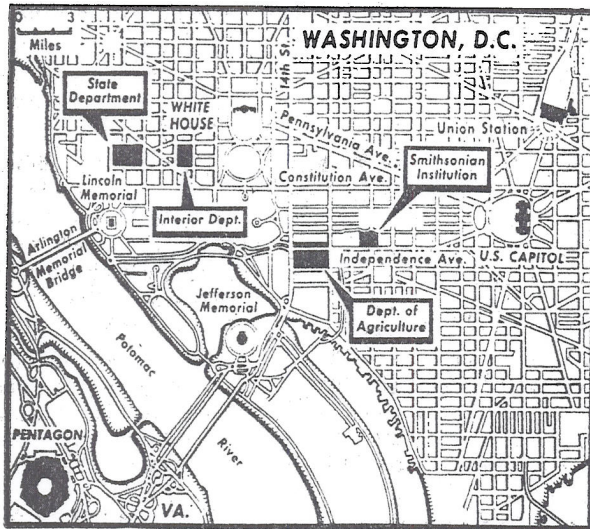 0 3
Miles
WASHINGTON, D.C.
14th St.
State
Department
WHITE
HOUSE
Pennsylvania Ave.
Union Station
Smithsonian
Institution
Constitution Ave.
Lincoln
Memorial
Interior Dept.
Arlington
Memorial
Bridge
Independence Ave.
U.S. CAPITOL
Jefferson
Memorial
Dept. of
Agriculture
Potomac
River
PENTAGON
VA.